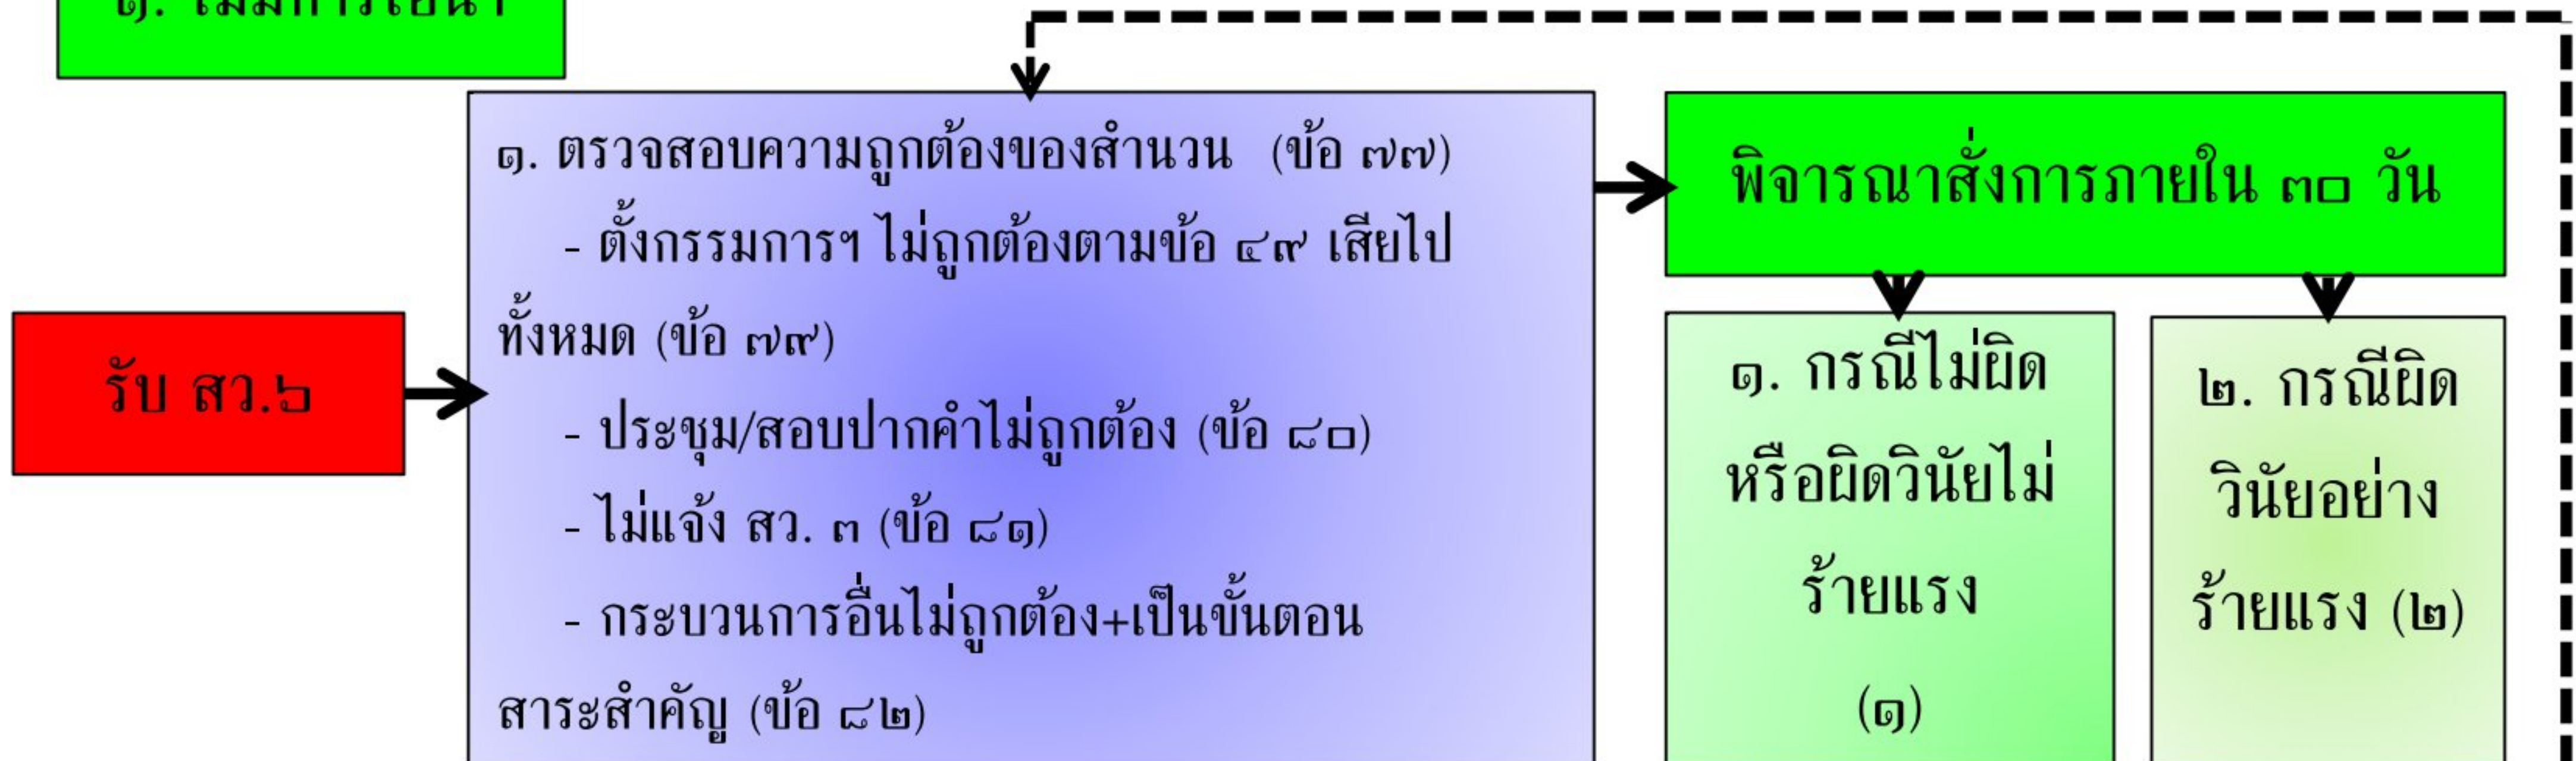 ๑. ตรวจสอบความถูกต้องของสำนวน (ข้อ ๗๗)
- ตั้งกรรมการฯ ไม่ถูกต้องตามข้อ ๔๙ เสียไป
ทั้งหมด (ข้อ ๗๙)
- ประชุม/สอบปากคำไม่ถูกต้อง (ข้อ ๘๐)
- ไม่แจ้ง สว. ๓ (ข้อ ๘๑)
- กระบวนการอื่นไม่ถูกต้อง+เป็นขั้นตอน
สาระสำคัญ (ข้อ ๘๒)
รับ สว.๖
พิจารณาสั่งการภายใน ๓๐ วัน
๑. กรณีไม่ผิด
หรือผิดวินัยไม่
ร้ายแรง
(๑)
๒. กรณีผิด
วินัยอย่าง
ร้ายแรง (๒)